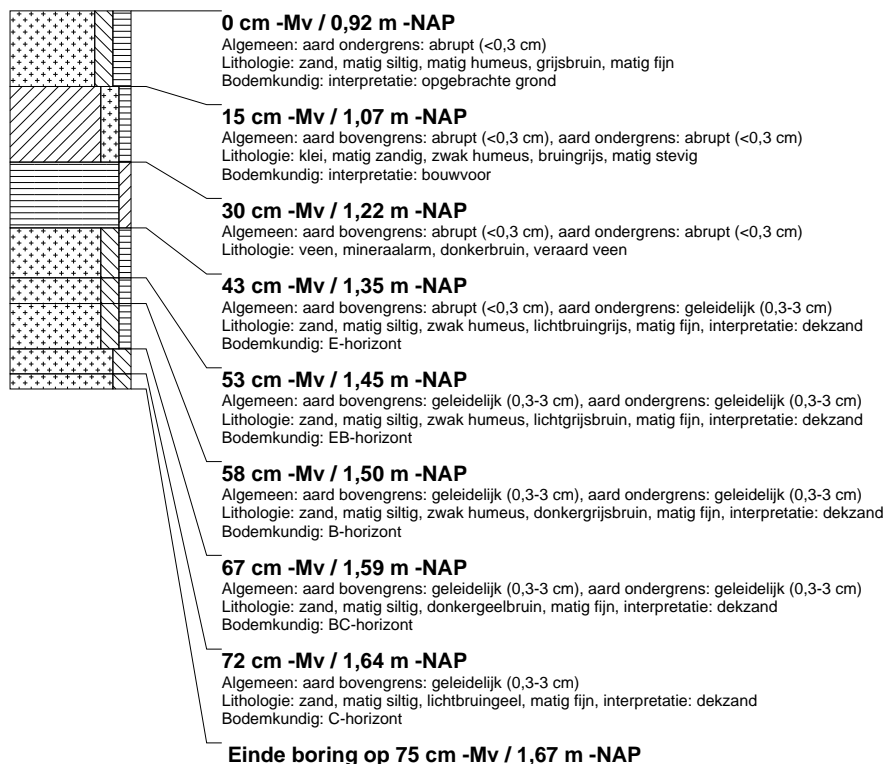 0 cm -Mv / 0,92 m -NAP
Algemeen: aard ondergrens: abrupt (<0,3 cm)
Lithologie: zand, matig siltig, matig humeus, grijsbruin, matig fijn
Bodemkundig: interpretatie: opgebrachte grond
15 cm -Mv / 1,07 m -NAP
Algemeen: aard bovengrens: abrupt (<0,3 cm), aard ondergrens: abrupt (<0,3 cm)
Lithologie: klei, matig zandig, zwak humeus, bruingrijs, matig stevig
Bodemkundig: interpretatie: bouwvoor
30 cm -Mv / 1,22 m -NAP
Algemeen: aard bovengrens: abrupt (<0,3 cm), aard ondergrens: abrupt (<0,3 cm)
Lithologie: veen, mineraalarm, donkerbruin, veraard veen
43 cm -Mv / 1,35 m -NAP
Algemeen: aard bovengrens: abrupt (<0,3 cm), aard ondergrens: geleidelijk (0,3-3 cm)
Lithologie: zand, matig siltig, zwak humeus, lichtbruingrijs, matig fijn, interpretatie: dekzand
Bodemkundig: E-horizont
53 cm -Mv / 1,45 m -NAP
Algemeen: aard bovengrens: geleidelijk (0,3-3 cm), aard ondergrens: geleidelijk (0,3-3 cm)
Lithologie: zand, matig siltig, zwak humeus, lichtgrijsbruin, matig fijn, interpretatie: dekzand
Bodemkundig: EB-horizont
58 cm -Mv / 1,50 m -NAP
Algemeen: aard bovengrens: geleidelijk (0,3-3 cm), aard ondergrens: geleidelijk (0,3-3 cm)
Lithologie: zand, matig siltig, zwak humeus, donkergrijsbruin, matig fijn, interpretatie: dekzand
Bodemkundig: B-horizont
67 cm -Mv / 1,59 m -NAP
Algemeen: aard bovengrens: geleidelijk (0,3-3 cm), aard ondergrens: geleidelijk (0,3-3 cm)
Lithologie: zand, matig siltig, donkergeelbruin, matig fijn, interpretatie: dekzand
Bodemkundig: BC-horizont
72 cm -Mv / 1,64 m -NAP
Algemeen: aard bovengrens: geleidelijk (0,3-3 cm)
Lithologie: zand, matig siltig, lichtbruingeel, matig fijn, interpretatie: dekzand
Bodemkundig: C-horizont
Einde boring op 75 cm -Mv / 1,67 m -NAP